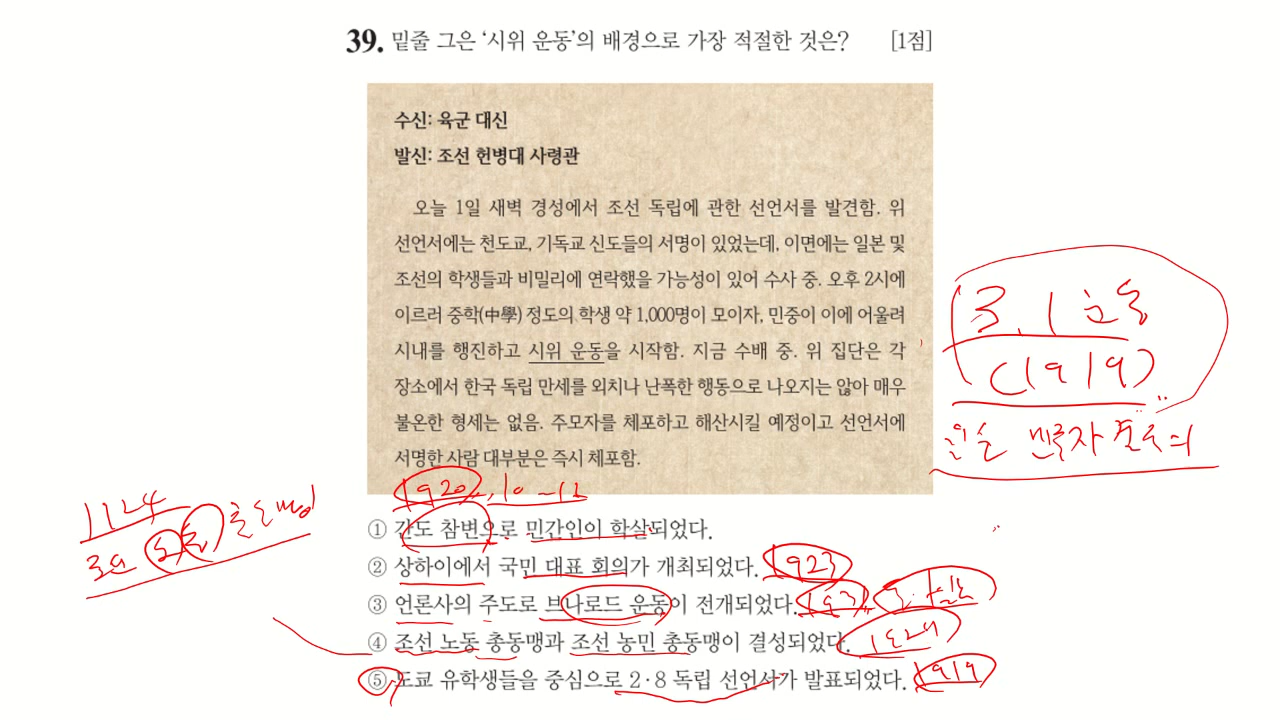 39. 밑줄 그은 ‘시위 운동’의 배경으로 가장 적절한 것은? [1점]
수신: 육군 대신
발신: 조선 헌병대 사령관
오늘 1일 새벽 경성에서 조선 독립에 관한 선언서를 발견함. 위
선언서에는 천도교, 기독교 신도들의 서명이 있었는데, 이면에는 일본 및
조선의 학생들과 비밀리에 연락했을 가능성이 있어 수사 중. 오후 2시에
이르러 중학(中學) 정도의 학생 약 1,000명이 모이자, 민중이 이에 어울려
시내를 행진하고 시위 운동을 시작함. 지금 수배 중. 위 집단은 각
장소에서 한국 독립 만세를 외치나 난폭한 행동으로 나오지는 않아 매우
불온한 형세는 없음. 주모자를 체포하고 해산시킬 예정이고 선언서에
서명한 사람 대부분은 즉시 체포함.
3.1 운동
(1919)
민족자결주의
1920, 10~12
① 간도 참변으로 민간인이 학살되었다.
② 상하이에서 국민 대표 회의가 개최되었다. 1923
③ 언론사의 주도로 브나로드 운동이 전개되었다. 193
④ 조선 노동 총동맹과 조선 농민 총동맹이 결성되었다.
⑤ 도쿄 유학생들을 중심으로 2·8 독립 선언서가 발표되었다. 1919